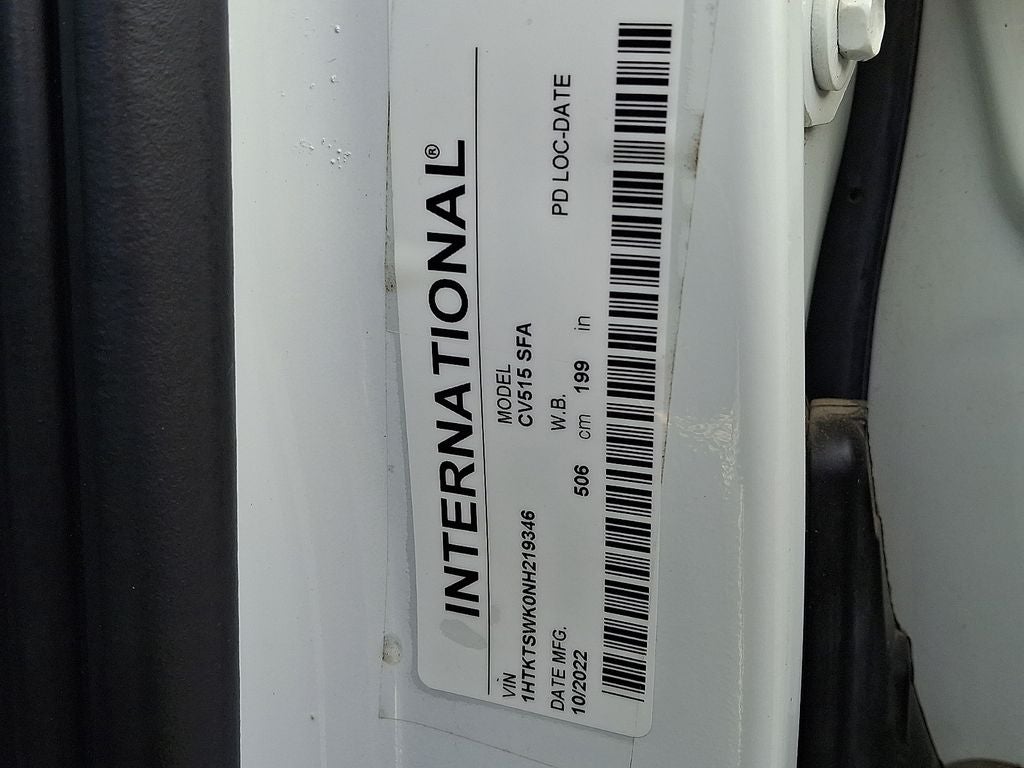 INTERNATIONAL®
VIN MODEL
1HTKTSWK0NH219346 CV515 SFA
DATE MFG. W.B. PD LOC-DATE
10/2022 506 cm 199 in